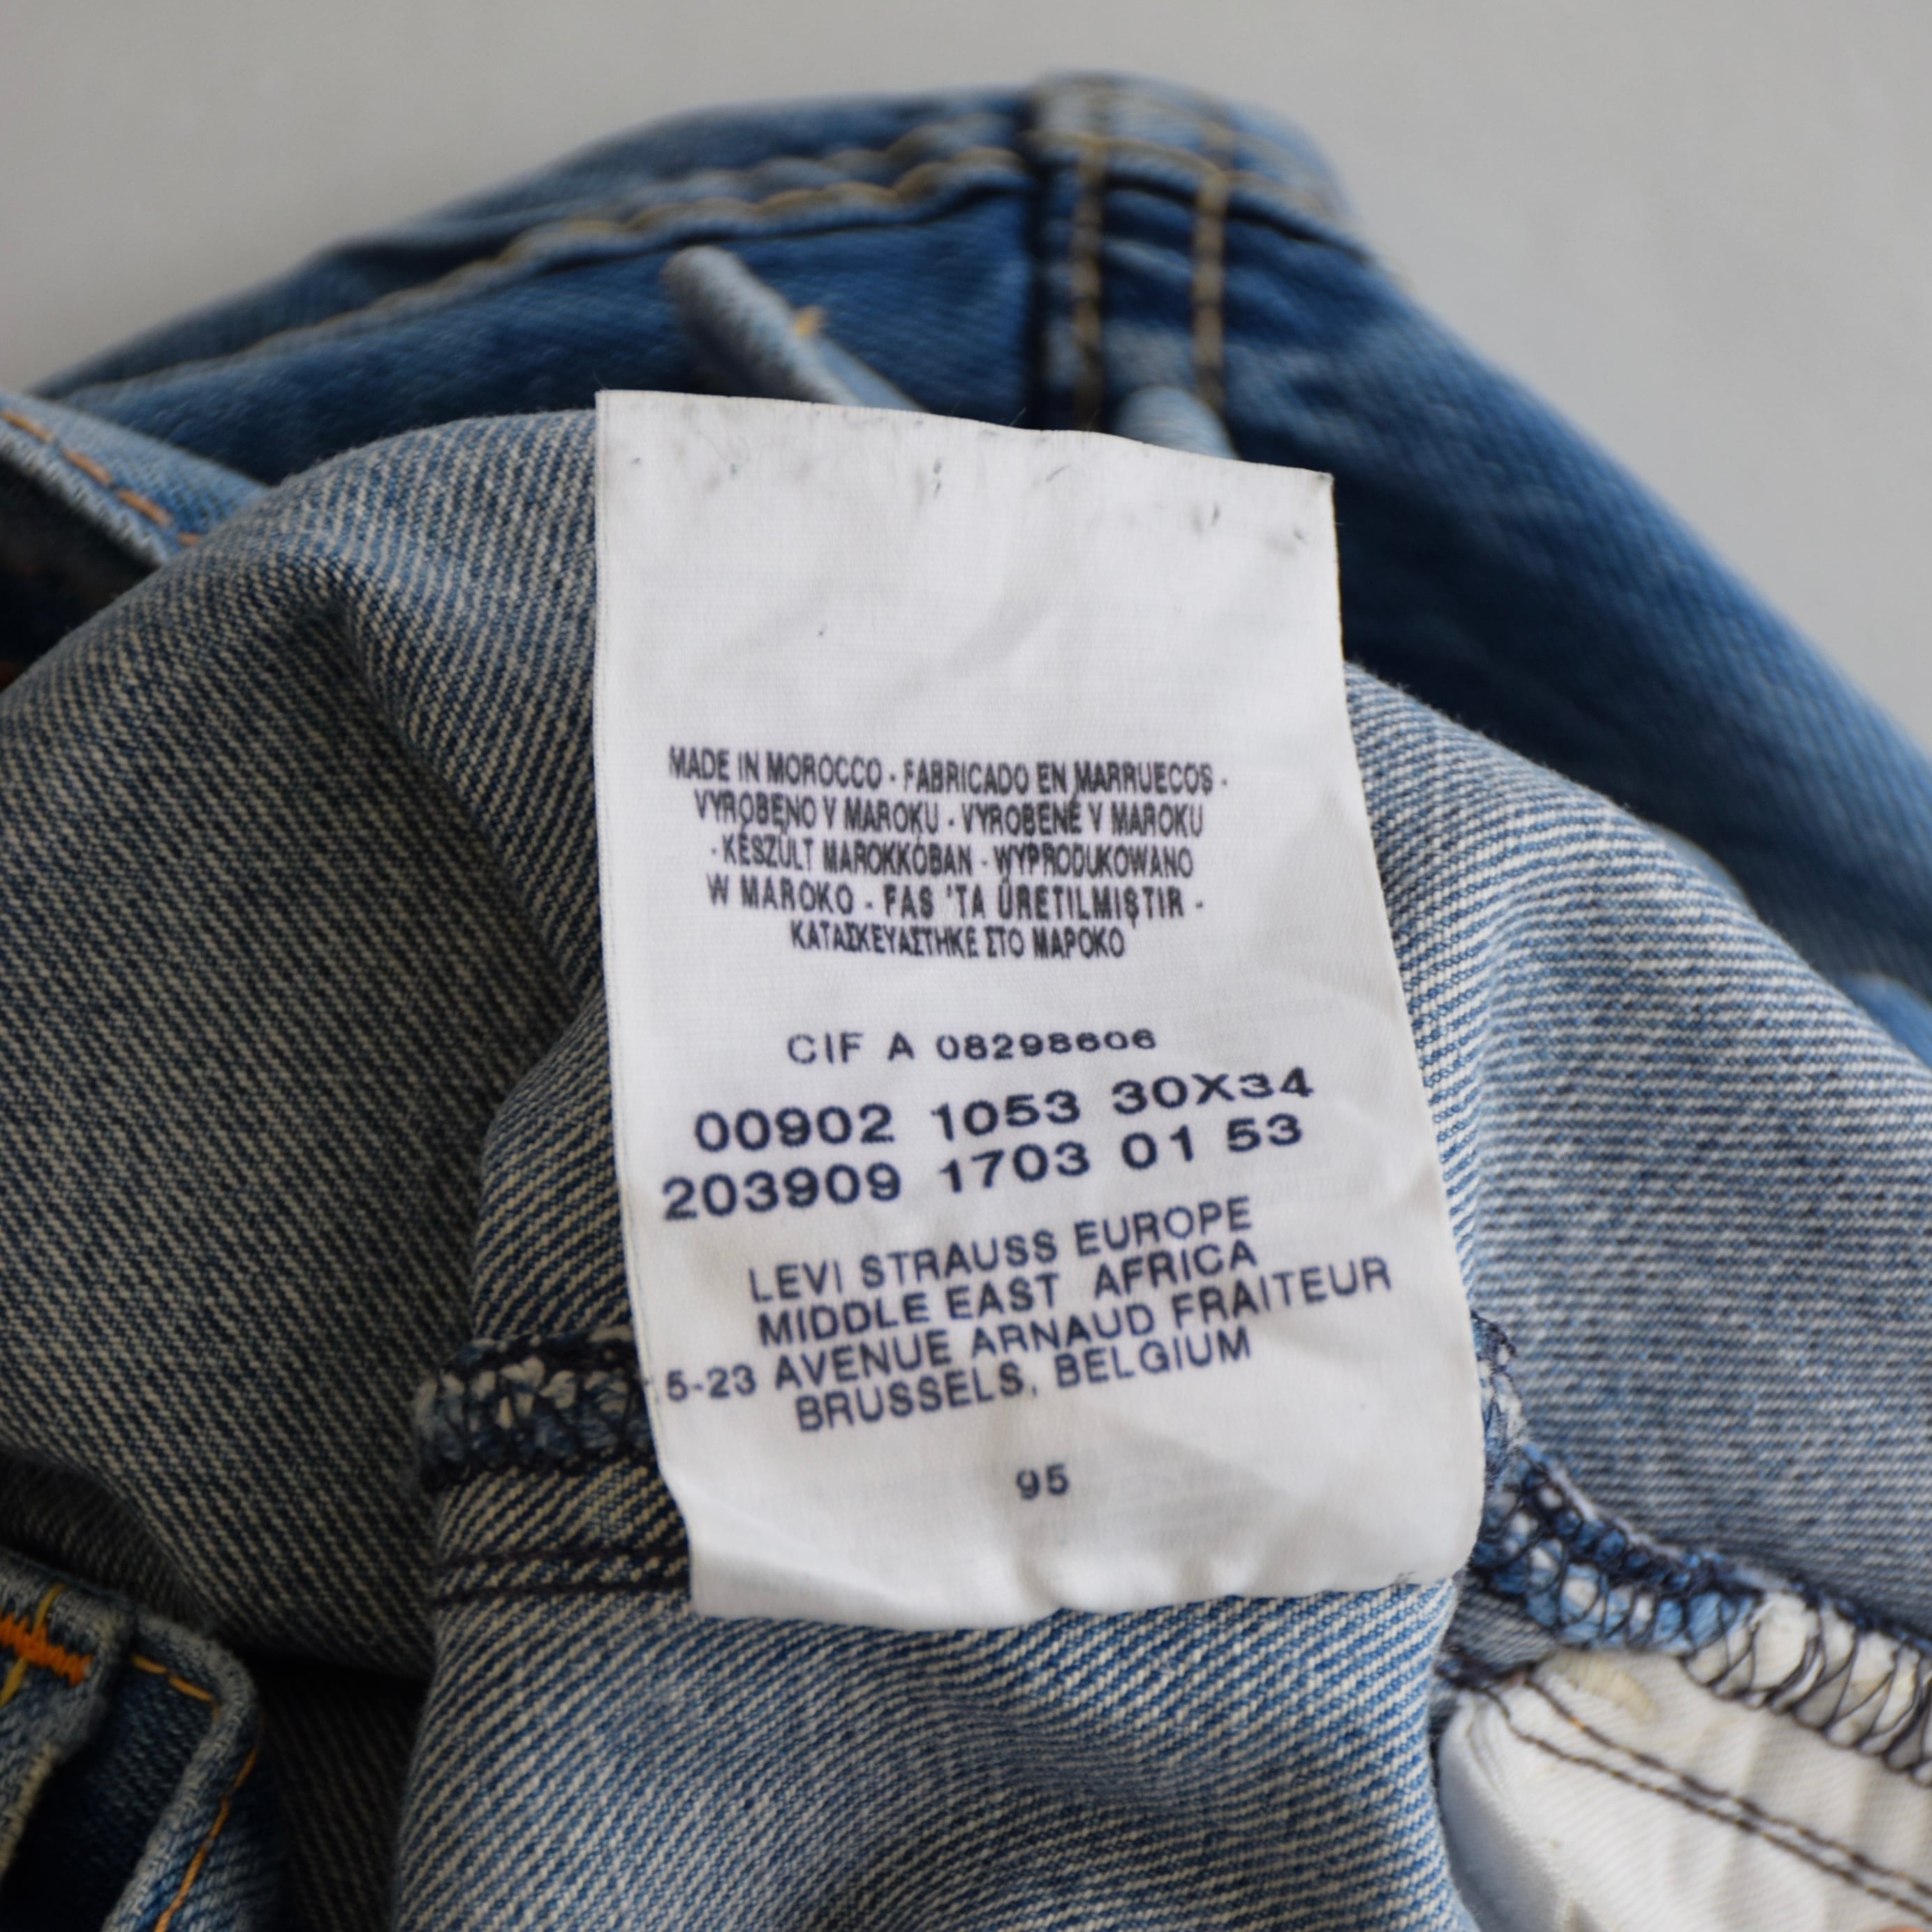 MADE IN MOROCCO - FABRICADO EN MARRUECOS -
VYROBENO V MAROKU - VYROBENÉ V MAROKU
- KÉSZÜLT MAROKKÓBAN - WYPRODUKOWANO
W MAROKO - FAS 'TA ÜRETILMIŞTIR -
ΚΑΤΑΣΚΕΥΑΣΤΗΚΕ ΣΤΟ ΜΑΡΟΚΟ
CIF A 08298606
00902 1053 30X34
203909 1703 01 53
LEVI STRAUSS EUROPE
MIDDLE EAST AFRICA
5-23 AVENUE ARNAUD FRAITEUR
BRUSSELS, BELGIUM
95